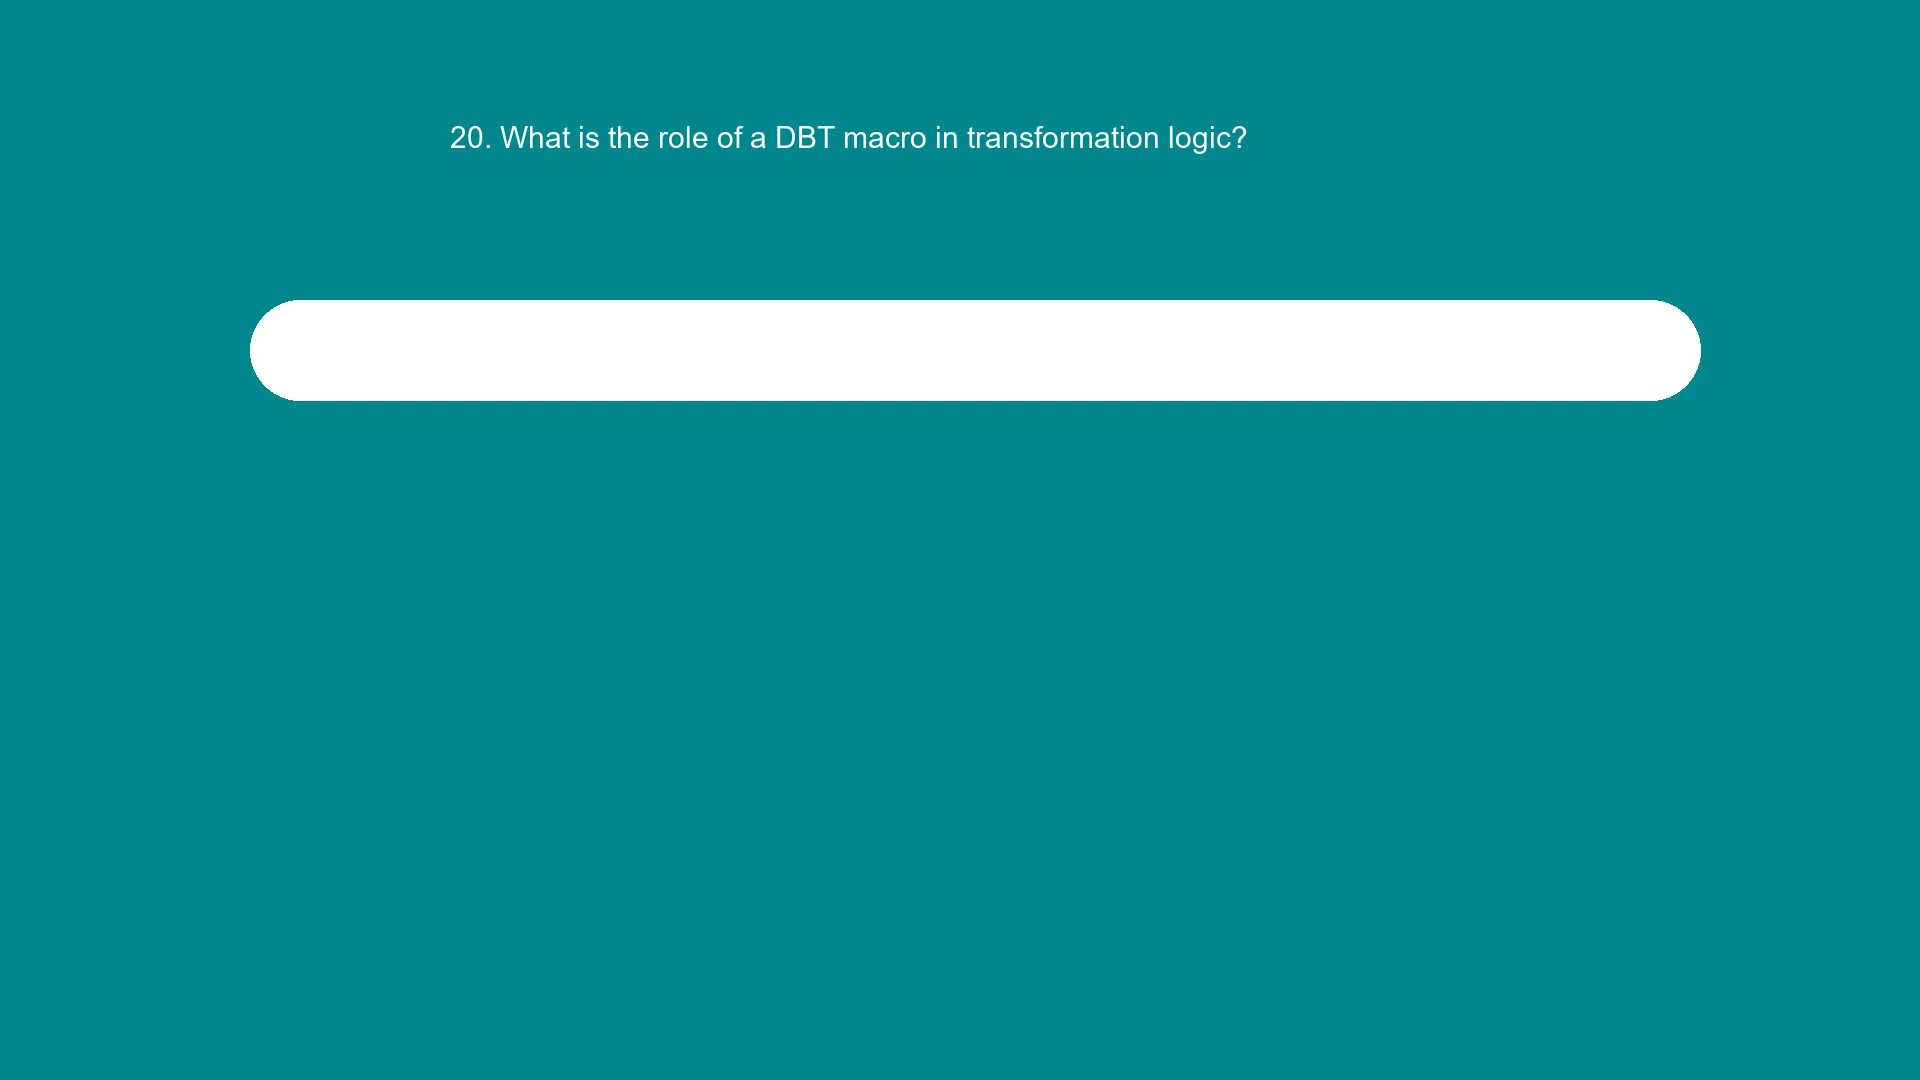 20. What is the role of a DBT macro in transformation logic?